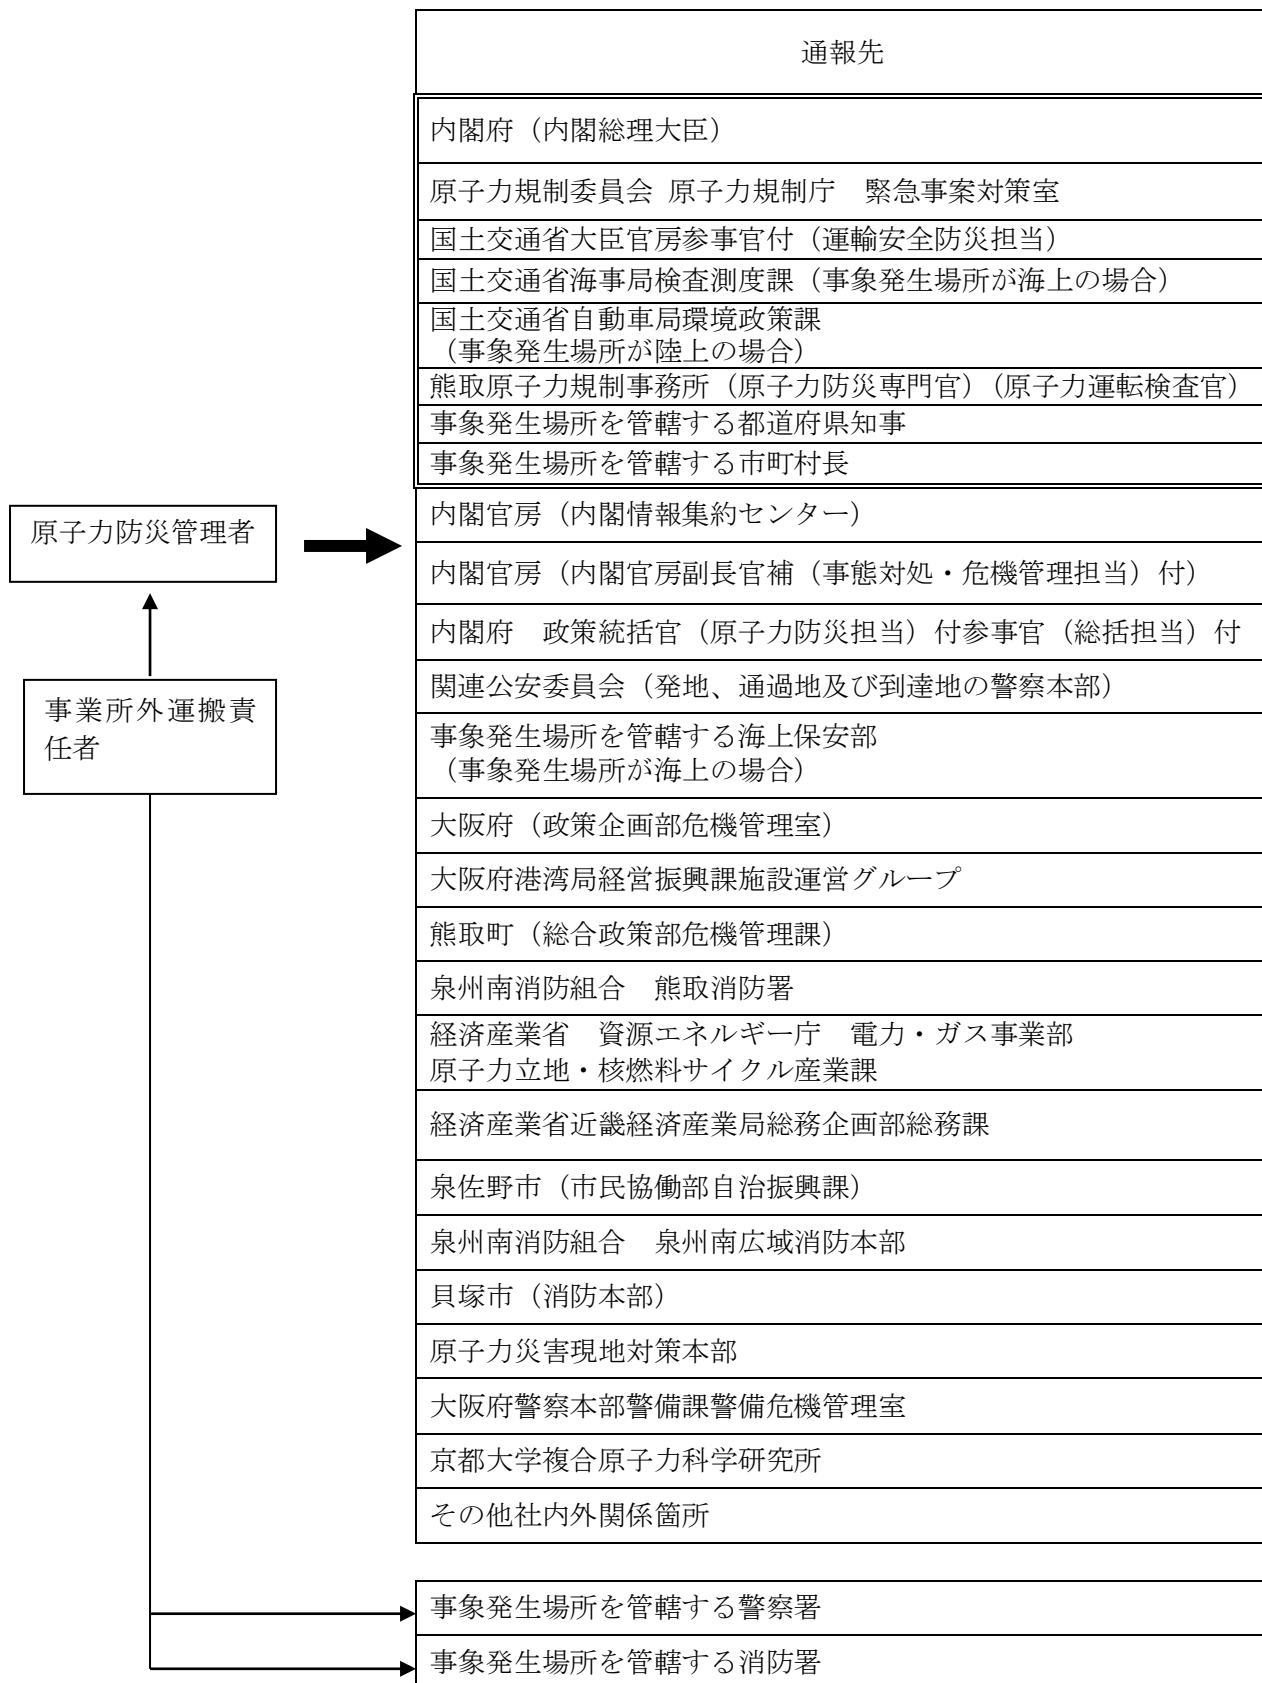 通報先
内閣府（内閣総理大臣）
原子力規制委員会 原子力規制庁　緊急事案対策室
国土交通省大臣官房参事官付（運輸安全防災担当）
国土交通省海事局検査測度課（事象発生場所が海上の場合）
国土交通省自動車局環境政策課
（事象発生場所が陸上の場合）
熊取原子力規制事務所（原子力防災専門官）（原子力運転検査官）
事象発生場所を管轄する都道府県知事
事象発生場所を管轄する市町村長
原子力防災管理者
事業所外運搬責
任者
内閣官房（内閣情報集約センター）
内閣官房（内閣官房副長官補（事態対処・危機管理担当）付）
内閣府　政策統括官（原子力防災担当）付参事官（総括担当）付
関連公安委員会（発地、通過地及び到達地の警察本部）
事象発生場所を管轄する海上保安部
（事象発生場所が海上の場合）
大阪府（政策企画部危機管理室）
大阪府港湾局経営振興課施設運営グループ
熊取町（総合政策部危機管理課）
泉州南消防組合　熊取消防署
経済産業省　資源エネルギー庁　電力・ガス事業部
原子力立地・核燃料サイクル産業課
経済産業省近畿経済産業局総務企画部総務課
泉佐野市（市民協働部自治振興課）
泉州南消防組合　泉州南広域消防本部
貝塚市（消防本部）
原子力災害現地対策本部
大阪府警察本部警備課警備危機管理室
京都大学複合原子力科学研究所
その他社内外関係箇所
事象発生場所を管轄する警察署
事象発生場所を管轄する消防署